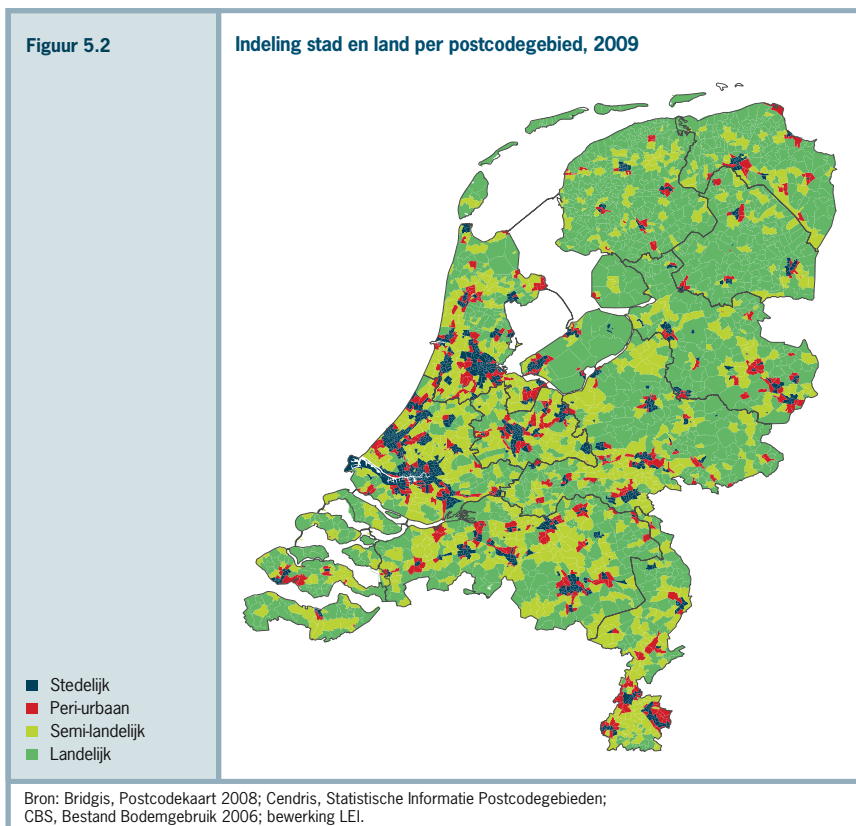 Figuur 5.2
Indeling stad en land per postcodegebied, 2009
Stedelijk
Peri-urbaan
Semi-landelijk
Landelijk
Bron: Bridgis, Postcodekaart 2008; Cendris, Statistische Informatie Postcodegebieden;
CBS, Bestand Bodemgebruik 2006; bewerking LEI.